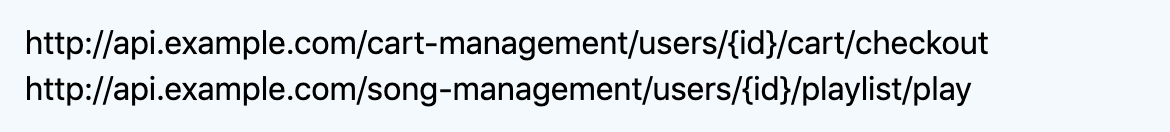 http://api.example.com/cart-management/users/{id}/cart/checkout
http://api.example.com/song-management/users/{id}/playlist/play